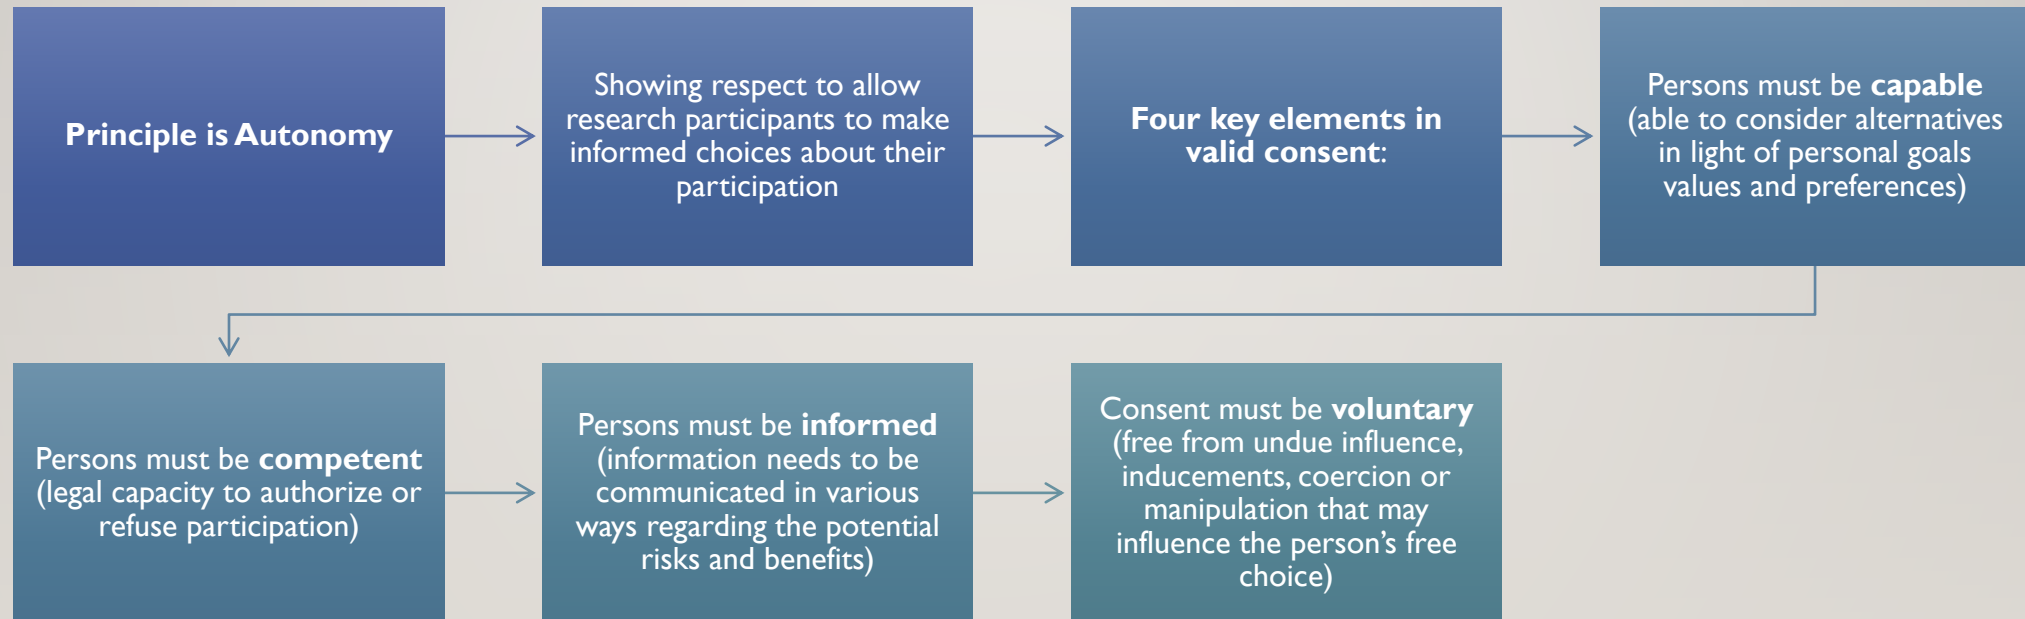 Principle is Autonomy
Showing respect to allow
research participants to make
informed choices about their
participation
Four key elements in
valid consent:
Persons must be capable
(able to consider alternatives
in light of personal goals
values and preferences)
Persons must be competent
(legal capacity to authorize or
refuse participation)
Persons must be informed
(information needs to be
communicated in various
ways regarding the potential
risks and benefits)
Consent must be voluntary
(free from undue influence,
inducements, coercion or
manipulation that may
influence the person’s free
choice)